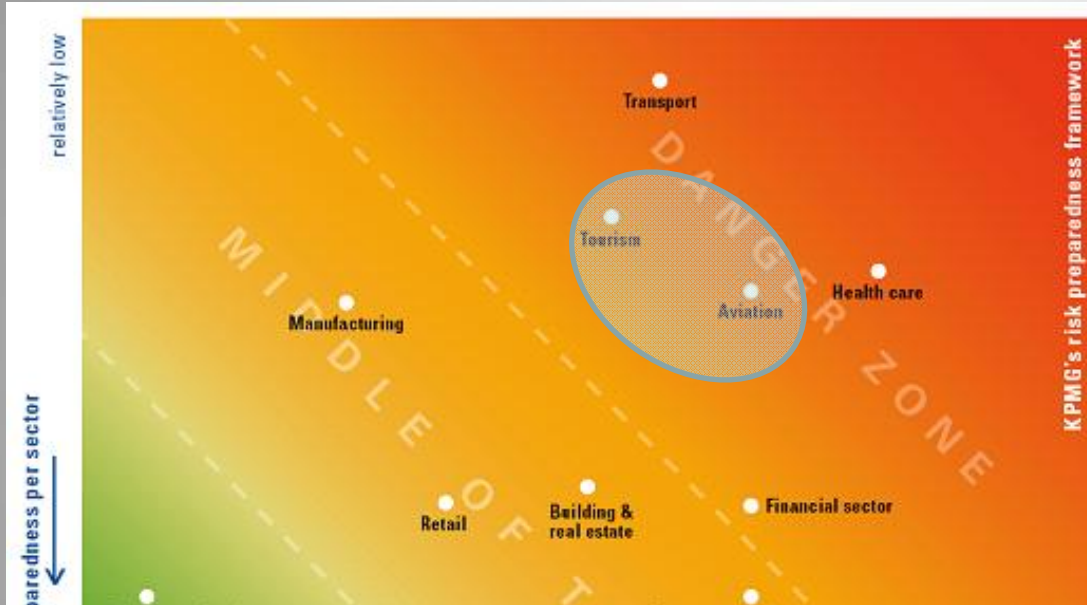 relatively low
KPMG's risk preparedness framework
Transport
DANGER ZONE
Tourism
Aviation
Health care
MIDDLE OF T
Manufacturing
paredness per sector
Retail
Building &
real estate
Financial sector